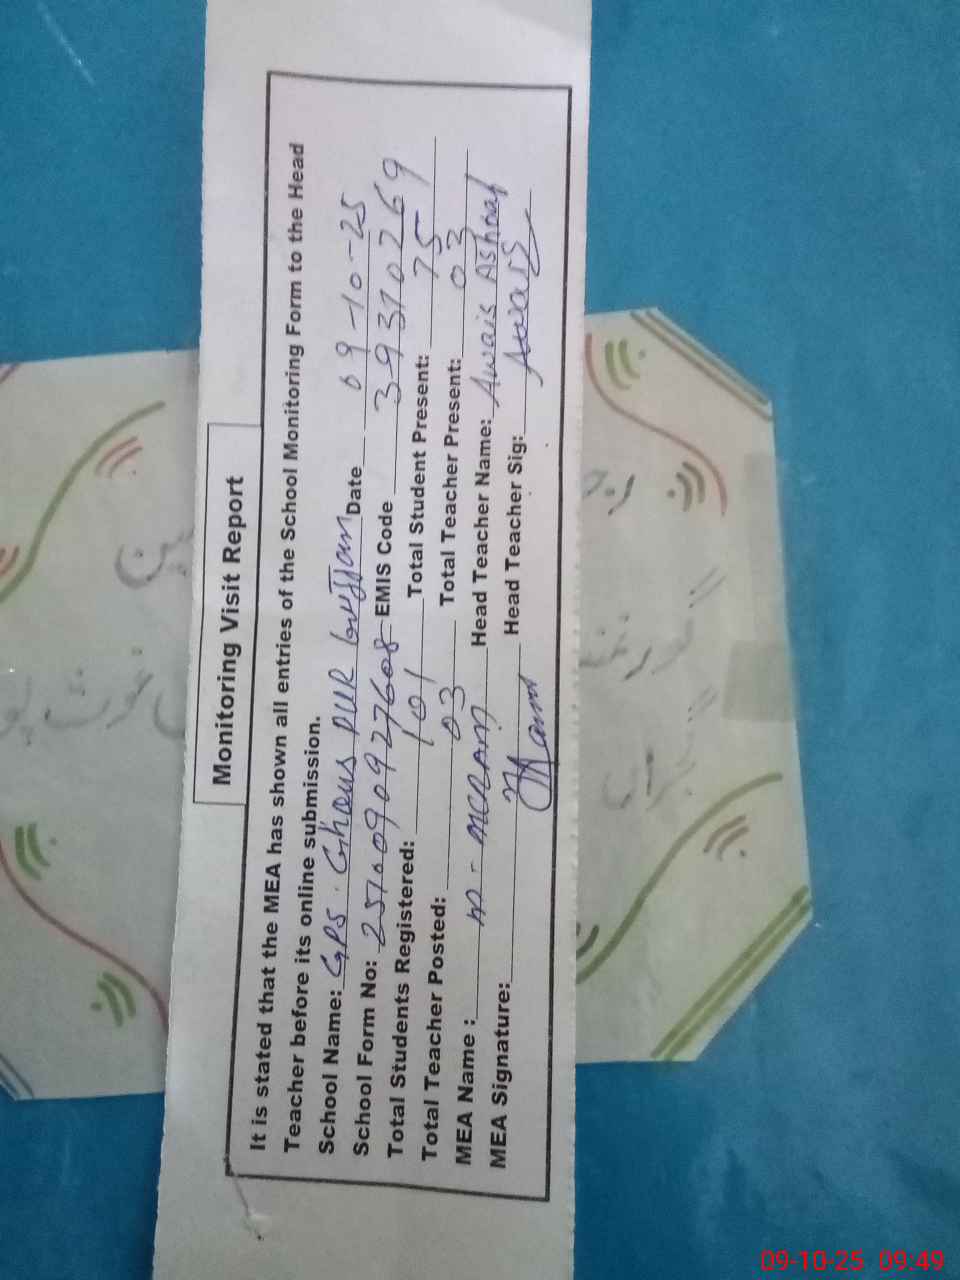 Monitoring Visit Report
It is stated that the MEA has shown all entries of the School Monitoring Form to the Head
Teacher before its online submission.
School Name: GPS. Ghous PUR Date 09-10-25
School Form No: 2510090927608 EMIS Code 39310269
Total Students Registered: 101 Total Student Present: 75
Total Teacher Posted: 03 Total Teacher Present: 03
MEA Name : M- Head Teacher Name: Awais Ashraf
MEA Signature: Head Teacher Sig: Awais
09-10-25 09:49